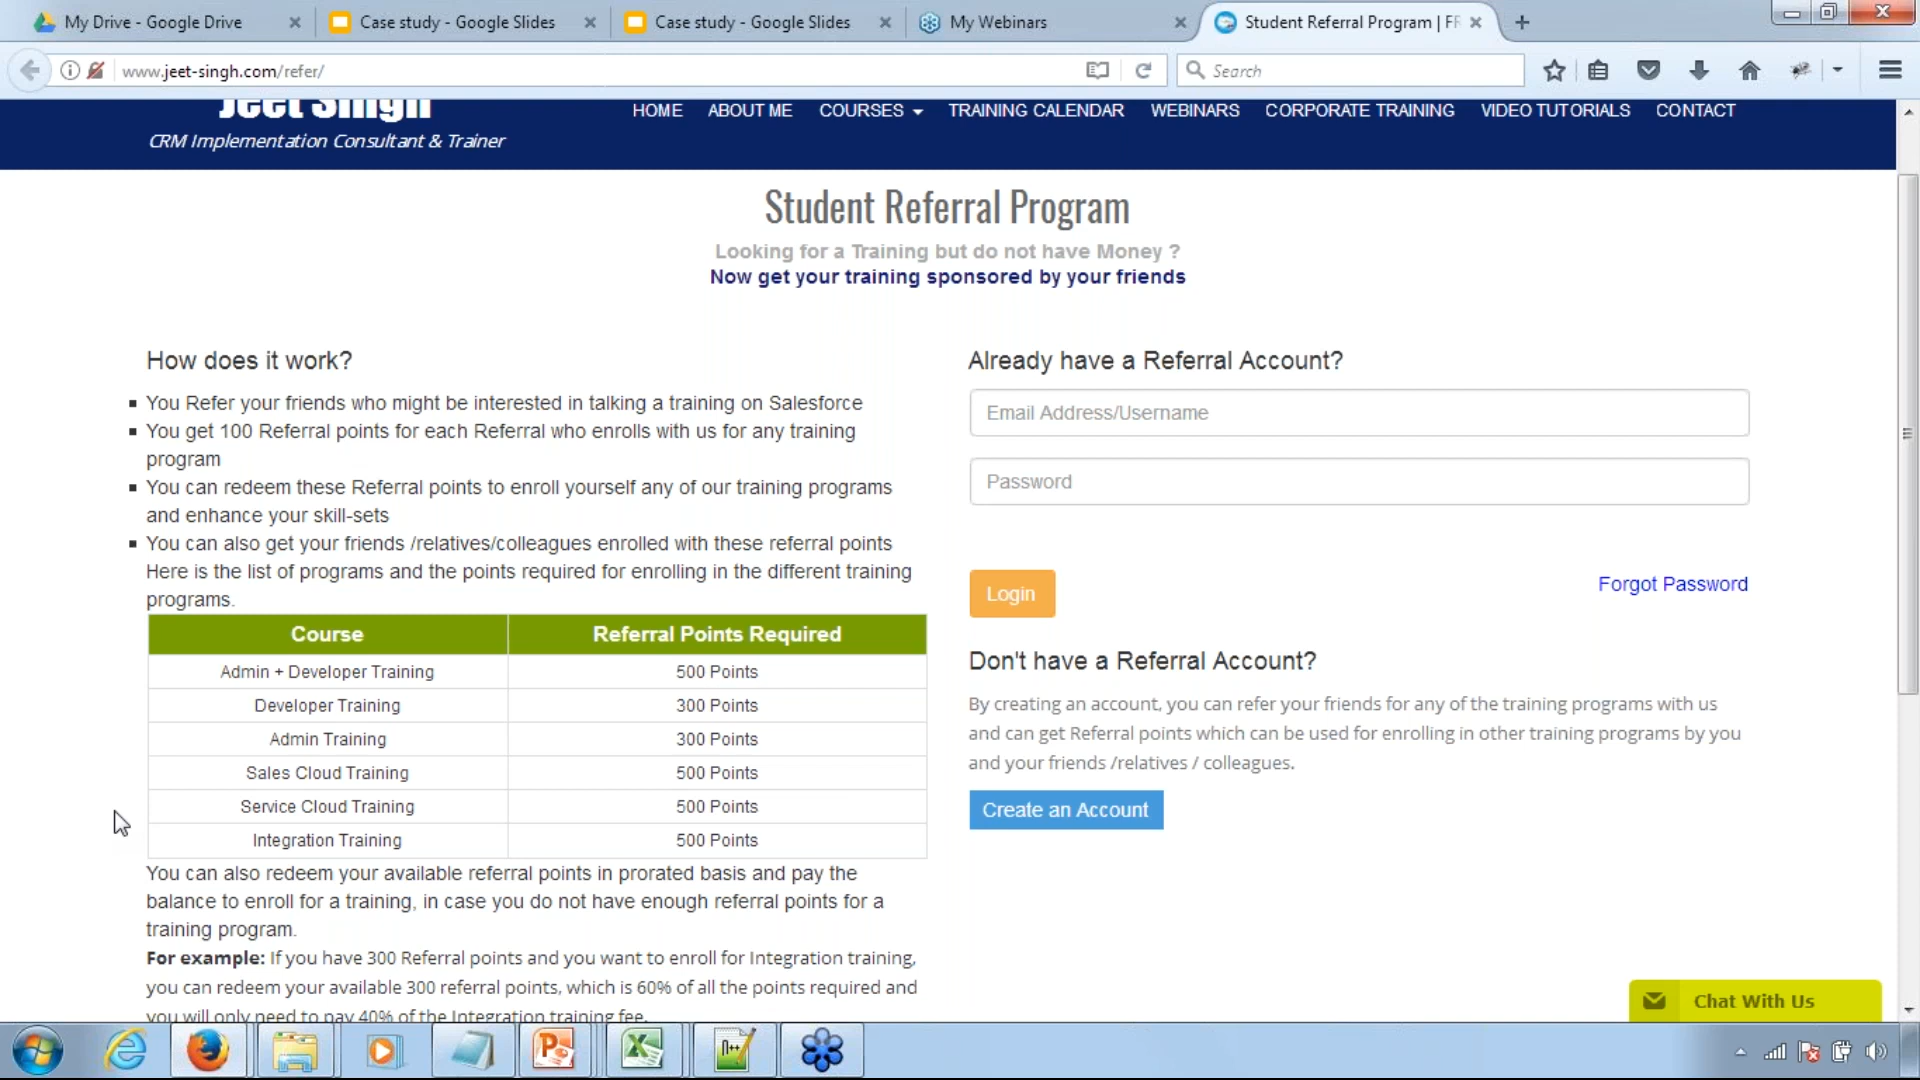 My Drive - Google Drive
Case study - Google Slides
Case study - Google Slides
My Webinars
Student Referral Program | FR
www.jeet-singh.com/refer/
Search
Jeet Singh
CRM Implementation Consultant & Trainer
HOME ABOUT ME COURSES TRAINING CALENDAR WEBINARS CORPORATE TRAINING VIDEO TUTORIALS CONTACT
Student Referral Program
Looking for a Training but do not have Money ?
Now get your training sponsored by your friends
How does it work?
You Refer your friends who might be interested in talking a training on Salesforce
You get 100 Referral points for each Referral who enrolls with us for any training
program
You can redeem these Referral points to enroll yourself any of our training programs
and enhance your skill-sets
You can also get your friends /relatives/colleagues enrolled with these referral points
Here is the list of programs and the points required for enrolling in the different training
programs.
Course Referral Points Required
Admin + Developer Training 500 Points
Developer Training 300 Points
Admin Training 300 Points
Sales Cloud Training 500 Points
Service Cloud Training 500 Points
Integration Training 500 Points
You can also redeem your available referral points in prorated basis and pay the
balance to enroll for a training, in case you do not have enough referral points for a
training program.
For example: If you have 300 Referral points and you want to enroll for Integration training,
you can redeem your available 300 referral points, which is 60% of all the points required and
you will only need to pay 40% of the Integration training fee.
Already have a Referral Account?
Email Address/Username
Password
Login
Forgot Password
Don't have a Referral Account?
By creating an account, you can refer your friends for any of the training programs with us
and can get Referral points which can be used for enrolling in other training programs by you
and your friends /relatives / colleagues.
Create an Account
Chat With Us